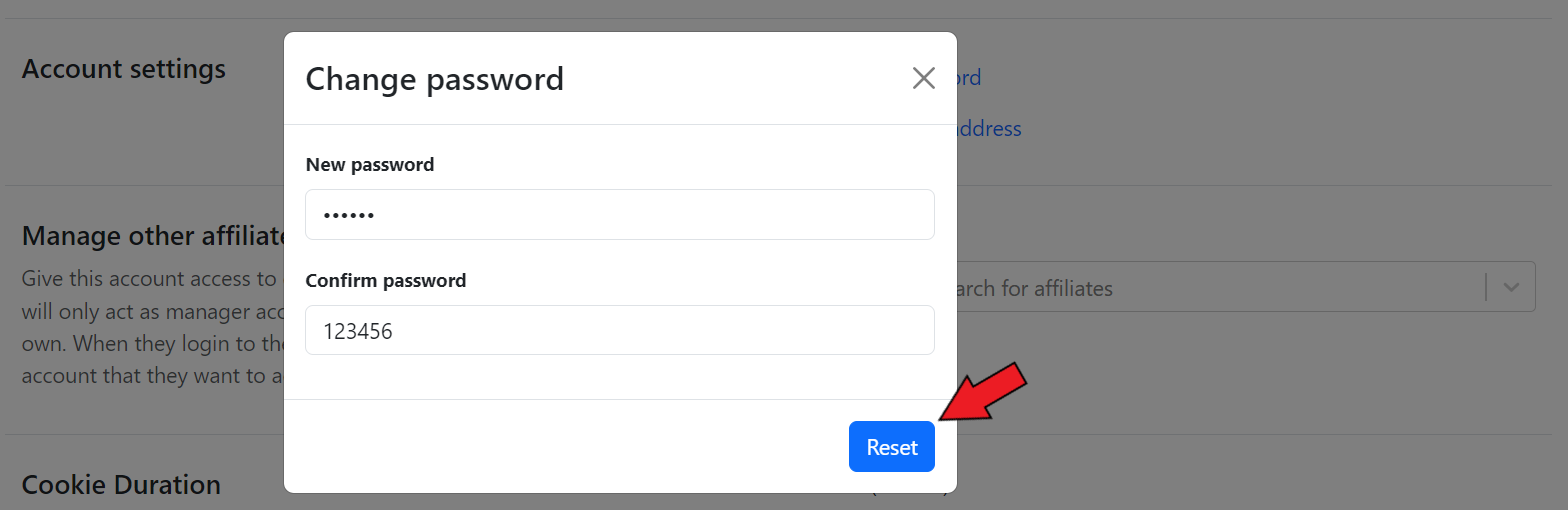 Account settings
Change password
ord
address
New password
••••••
Manage other affiliate
Give this account access to
will only act as manager acc
own. When they login to the
account that they want to a
Confirm password
arch for affiliates
123456
Reset
Cookie Duration